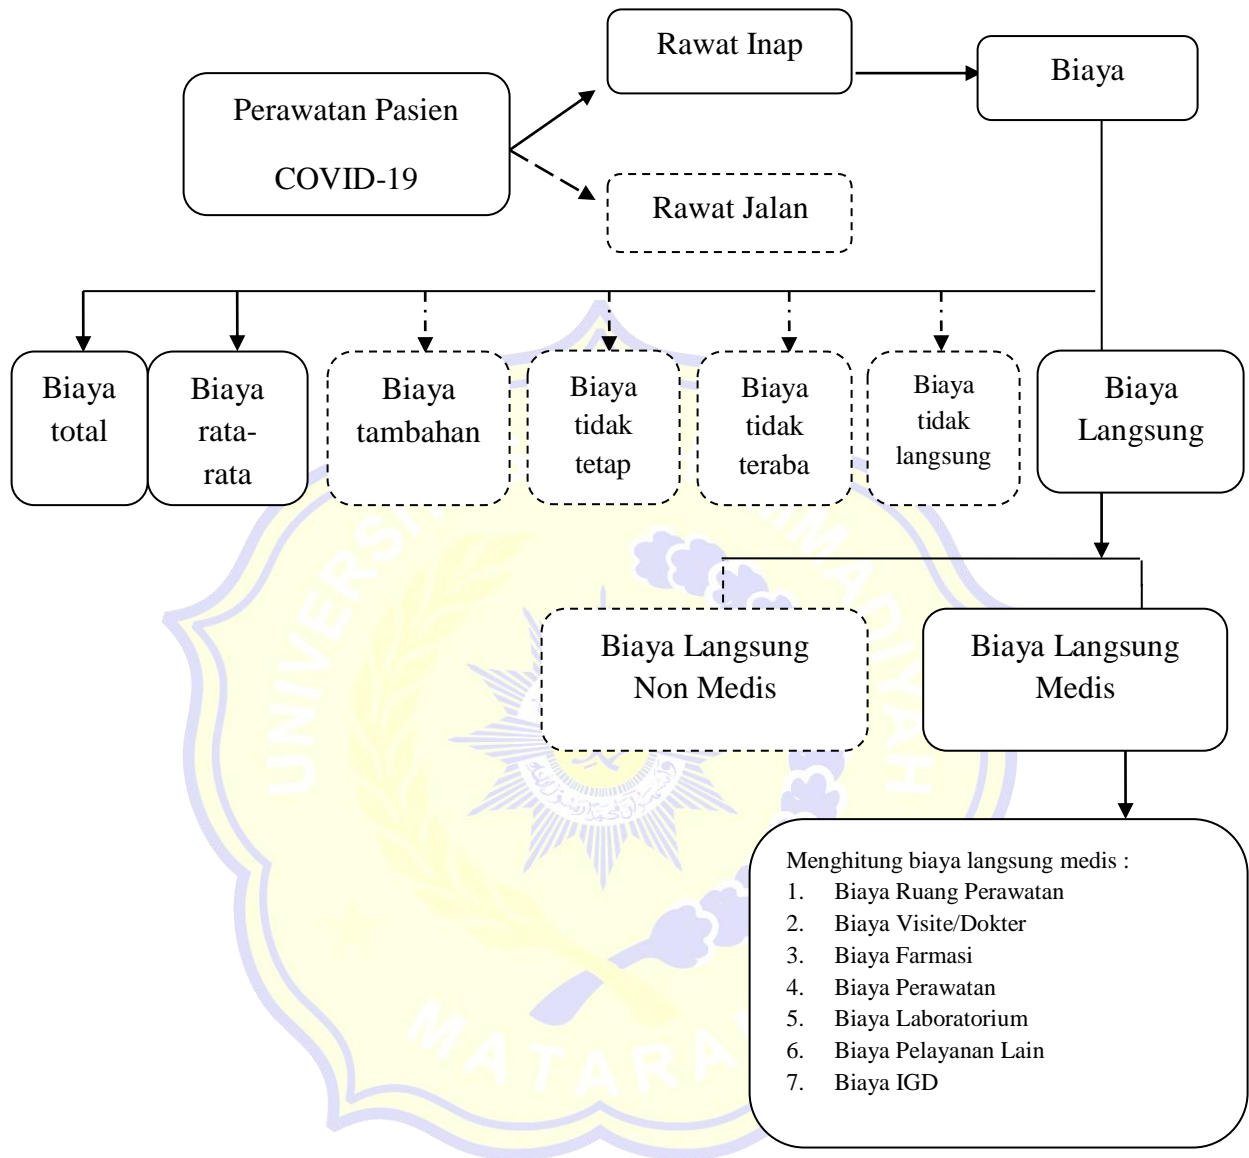 Rawat Inap
Biaya
Perawatan Pasien
COVID-19
Rawat Jalan
Biaya
total
Biaya
rata-
rata
Biaya
tambahan
Biaya
tidak
tetap
Biaya
tidak
teraba
Biaya
tidak
langsung
Biaya
Langsung
Biaya Langsung
Non Medis
Biaya Langsung
Medis
Menghitung biaya langsung medis :
1. Biaya Ruang Perawatan
2. Biaya Visite/Dokter
3. Biaya Farmasi
4. Biaya Perawatan
5. Biaya Laboratorium
6. Biaya Pelayanan Lain
7. Biaya IGD